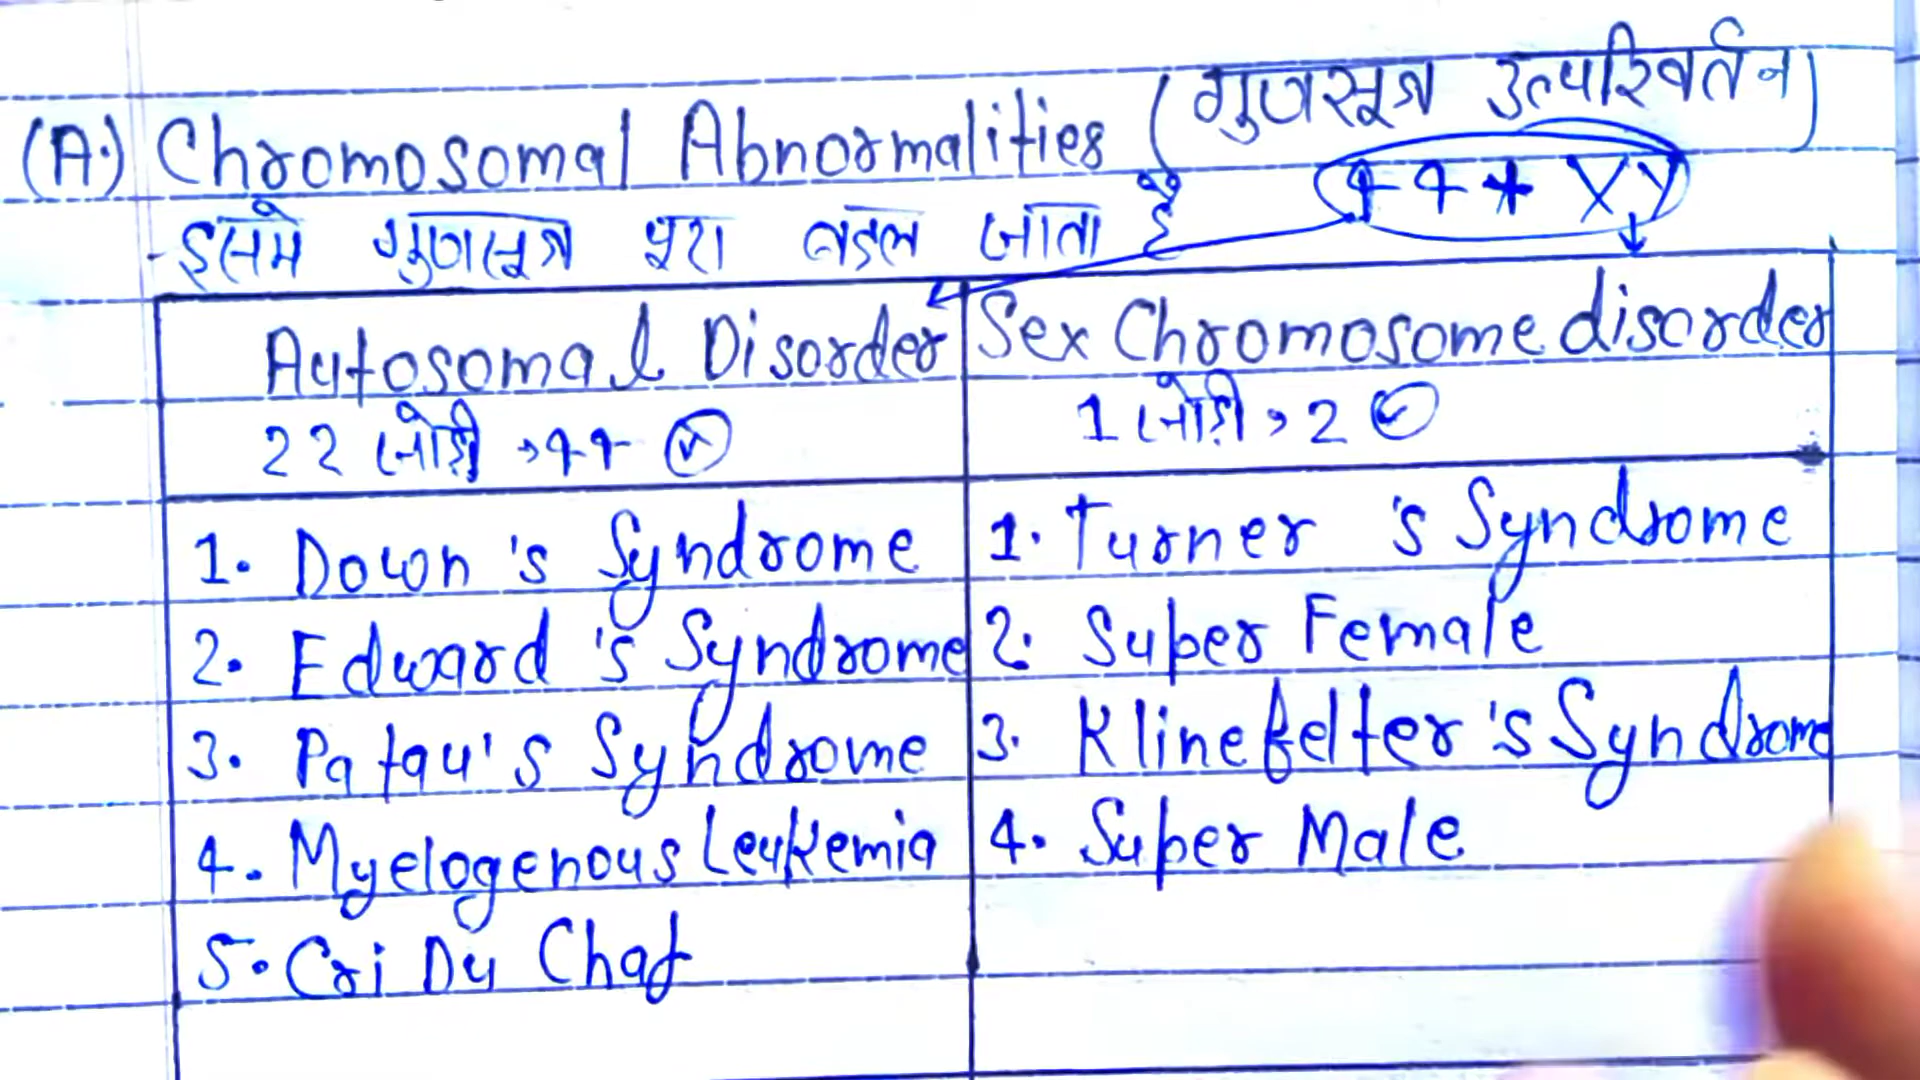 (A.) Chromosomal Abnormalities (गुणसूत्र उत्परिवर्तन)
- इसमे गुणसूत्र पूरा बदल जाता है 44 + XY
Autosomal Disorder
22 जोड़ी → 44 ✓
Sex Chromosome disorder
1 जोड़ी → 2 ✓
1. Down's Syndrome
2. Edward's Syndrome
3. Patau's Syndrome
4. Myelogenous Leukemia
5. Cri Du Chat
1. Turner's Syndrome
2. Super Female
3. Klinefelter's Syndrome
4. Super Male